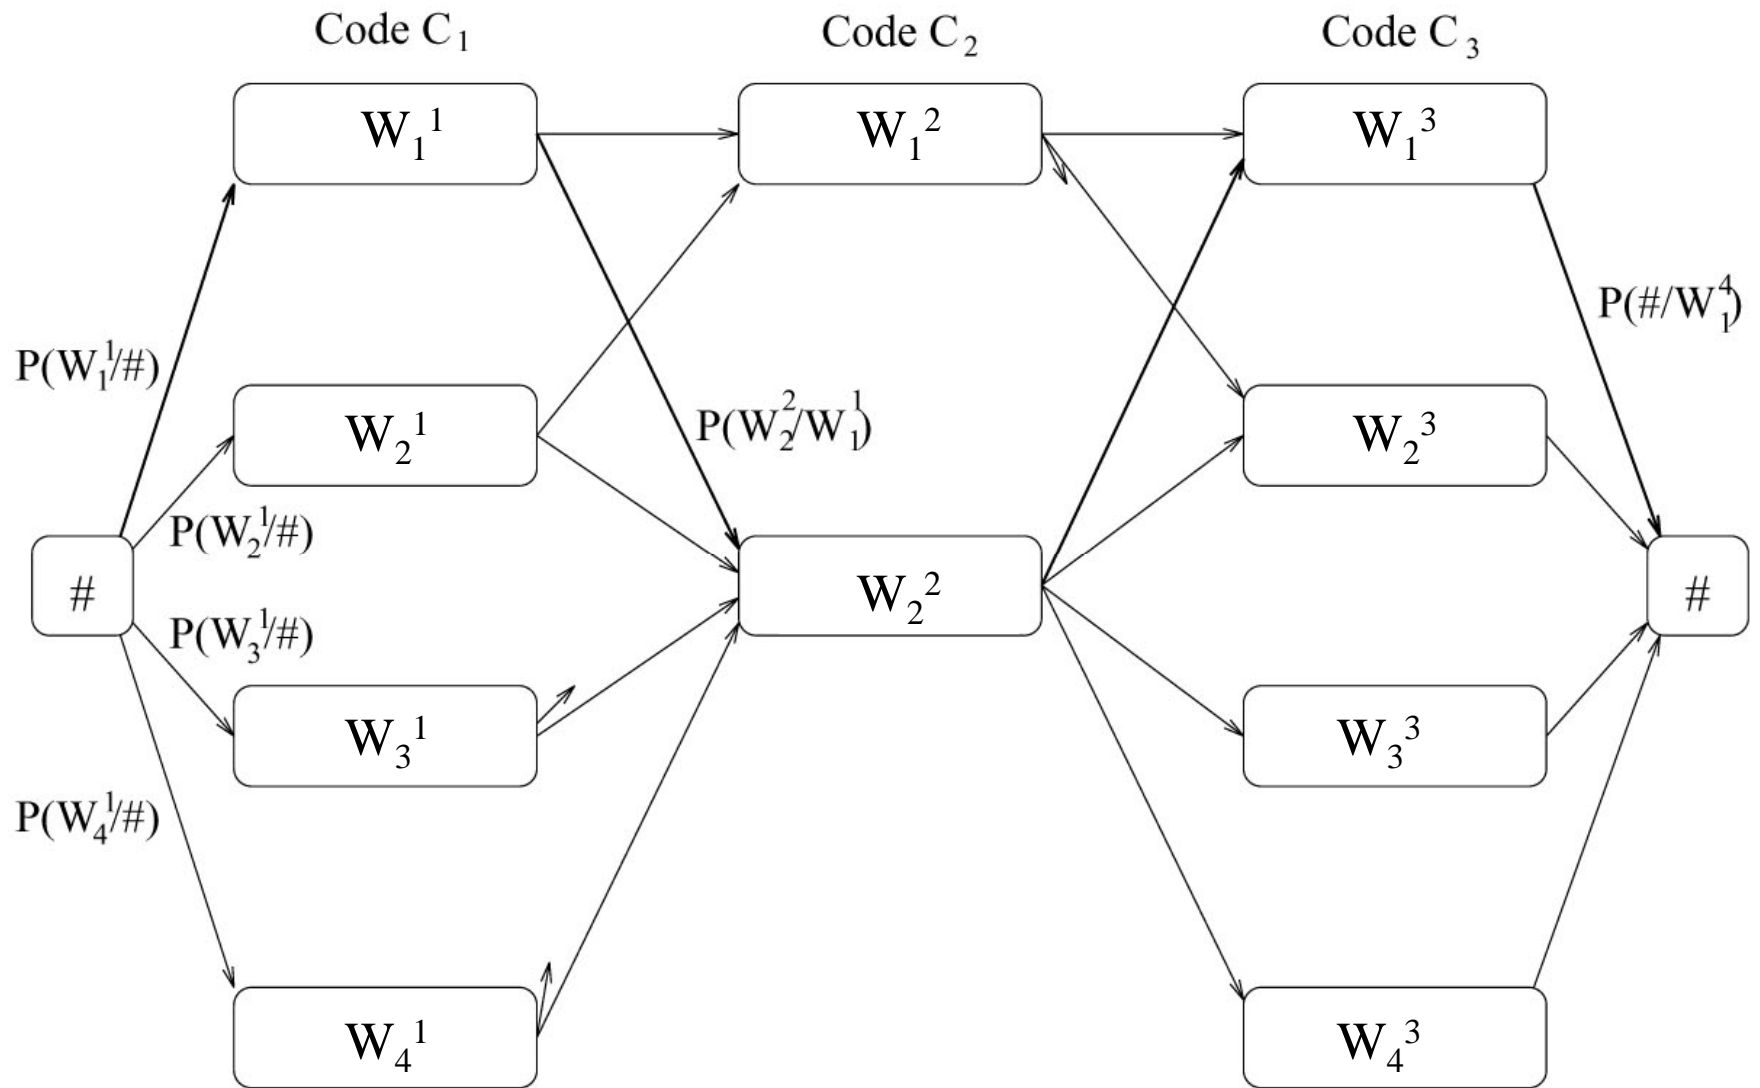 Code C₁
Code C₂
Code C₃
W₁¹
W₁²
W₁³
P(#/W₁⁴)
P(W₁¹/#)
W₂¹
P(W₂²/W₁¹)
W₂³
P(W₂¹/#)
#
W₂²
#
P(W₃¹/#)
W₃¹
W₃³
P(W₄¹/#)
W₄¹
W₄³